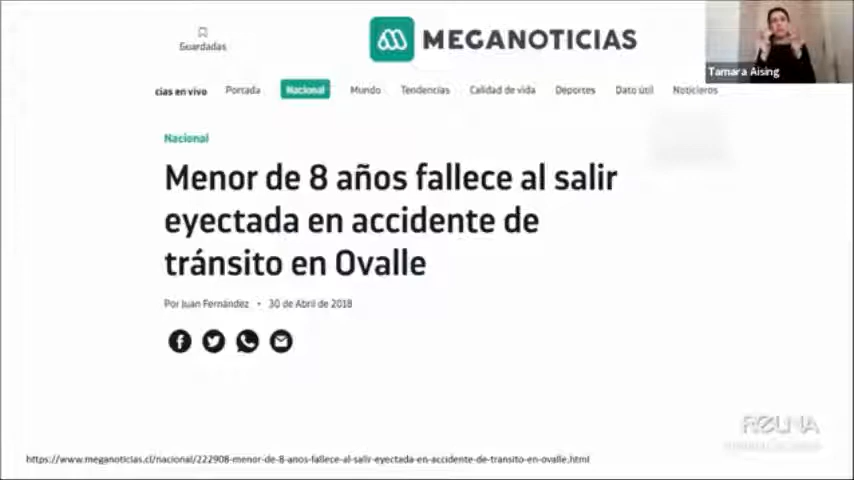 Guardadas
MEGANOTICIAS
Tamara Aising
cias en vivo Portada Nacional Mundo Tendencias Calidad de vida Deportes Dato útil Noticieros
Nacional
Menor de 8 años fallece al salir
eyectada en accidente de
tránsito en Ovalle
Por Juan Fernández • 30 de Abril de 2018
REUNA
https://www.meganoticias.cl/nacional/222908-menor-de-8-anos-fallece-al-salir-eyectada-en-accidente-de-transito-en-ovalle.html